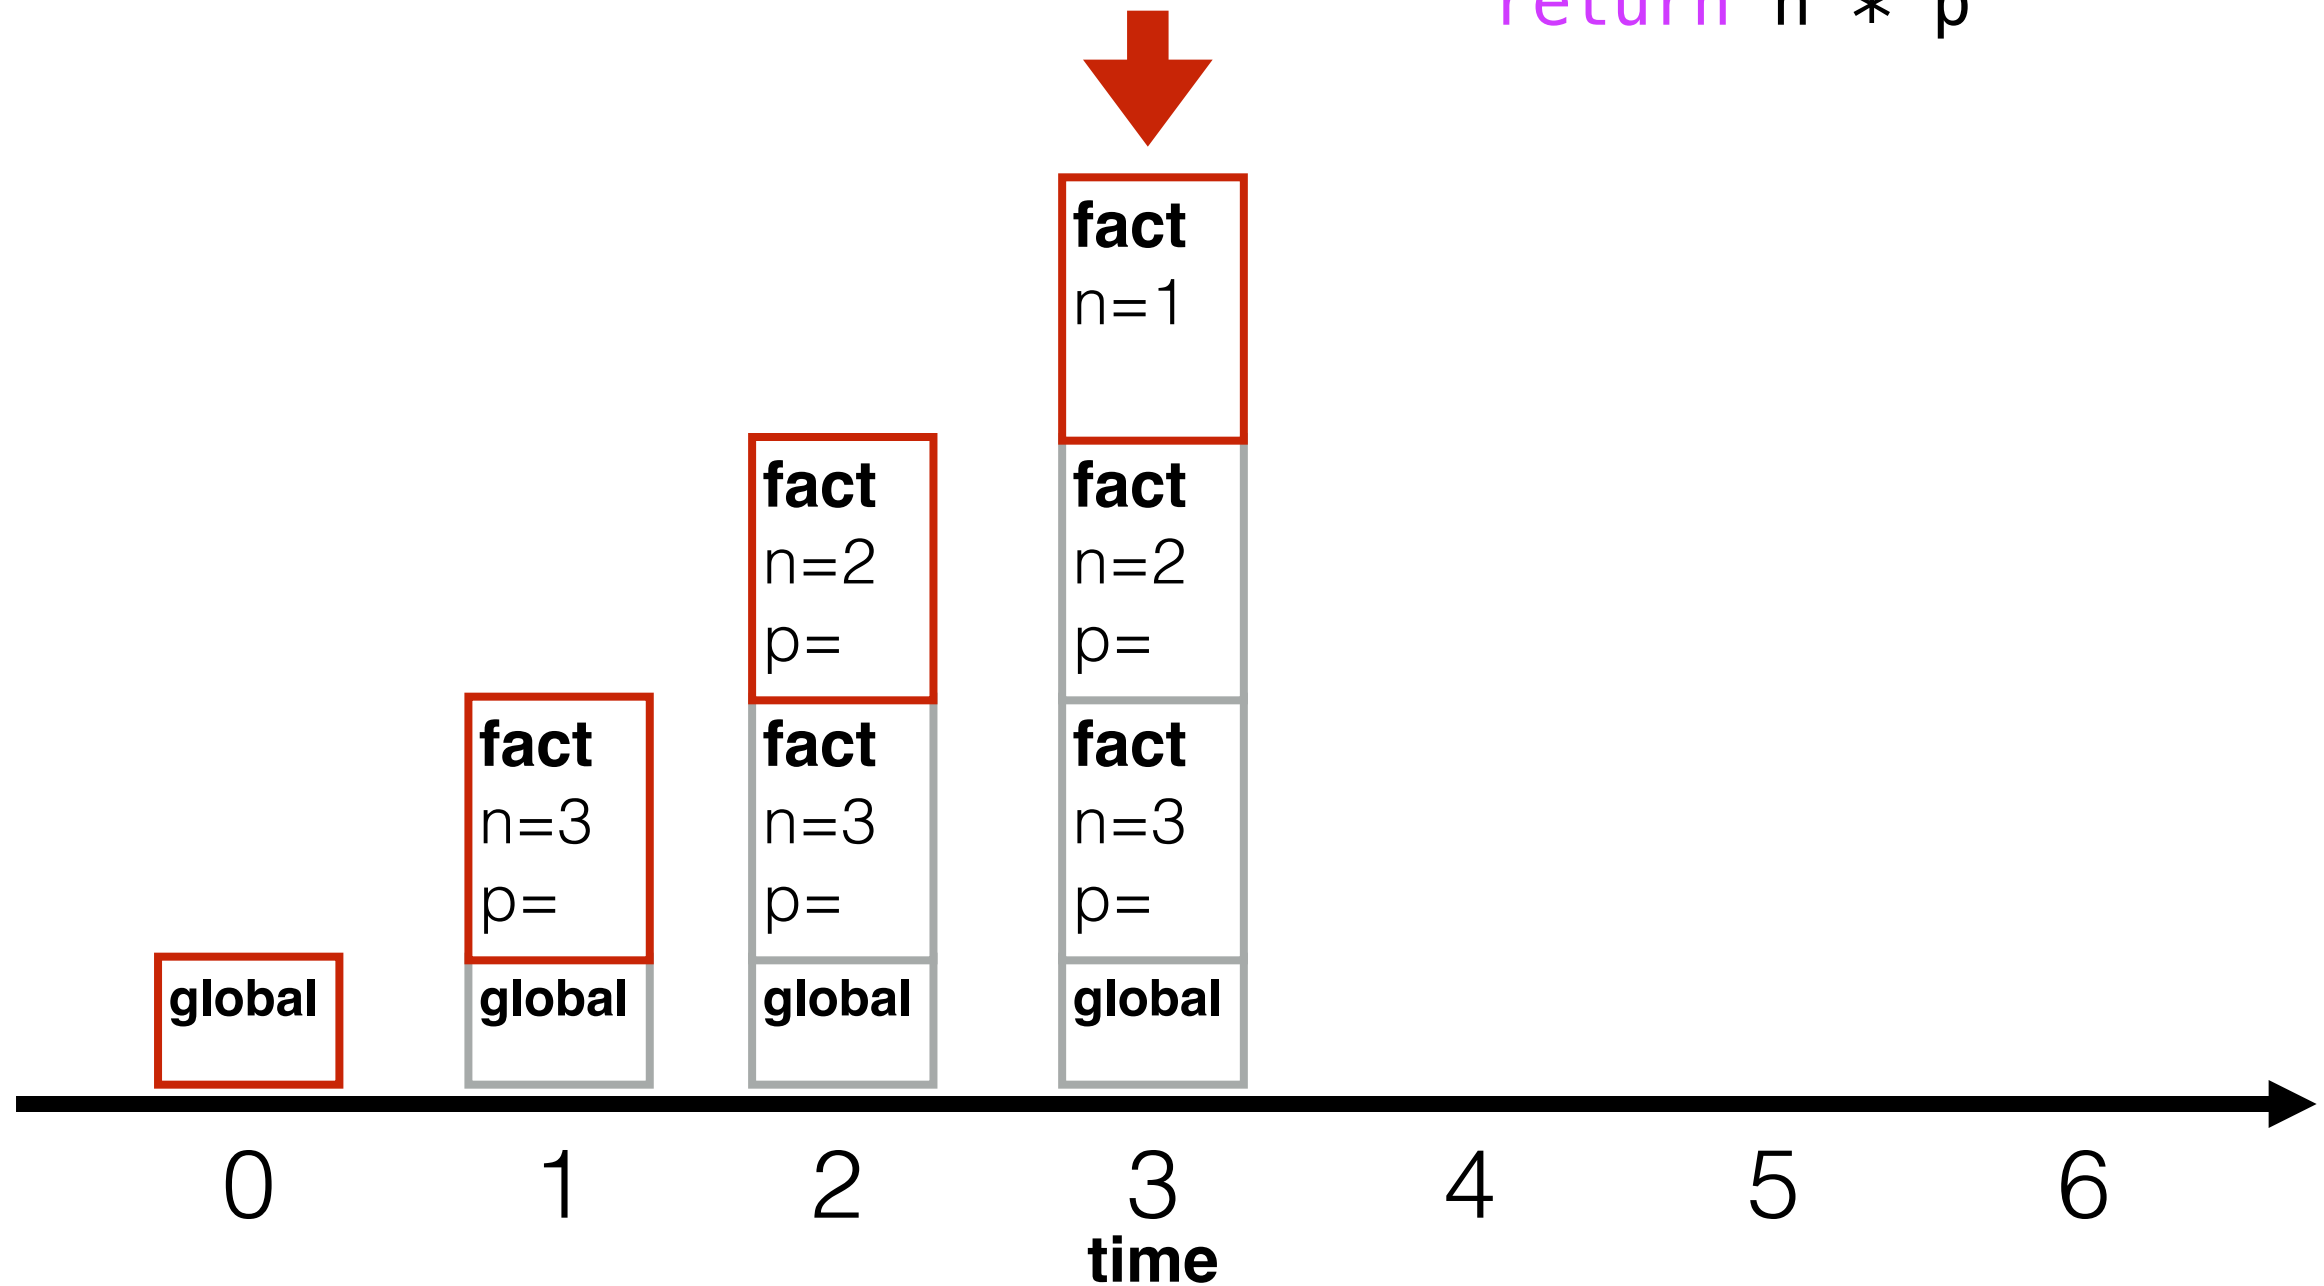 return n * p
fact
n=1
fact
n=2
p=
fact
n=2
p=
fact
n=3
p=
fact
n=3
p=
fact
n=3
p=
global
global
global
global
0 1 2 3 4 5 6
time